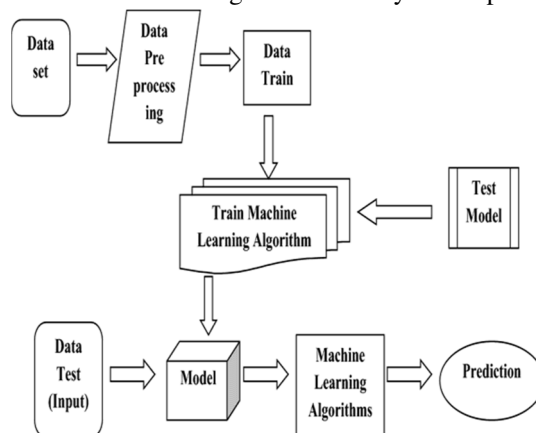 Data
set
Data
Pre
process
ing
Data
Train
Train Machine
Learning Algorithm
Test
Model
Data
Test
(Input)
Model
Machine
Learning
Algorithms
Prediction